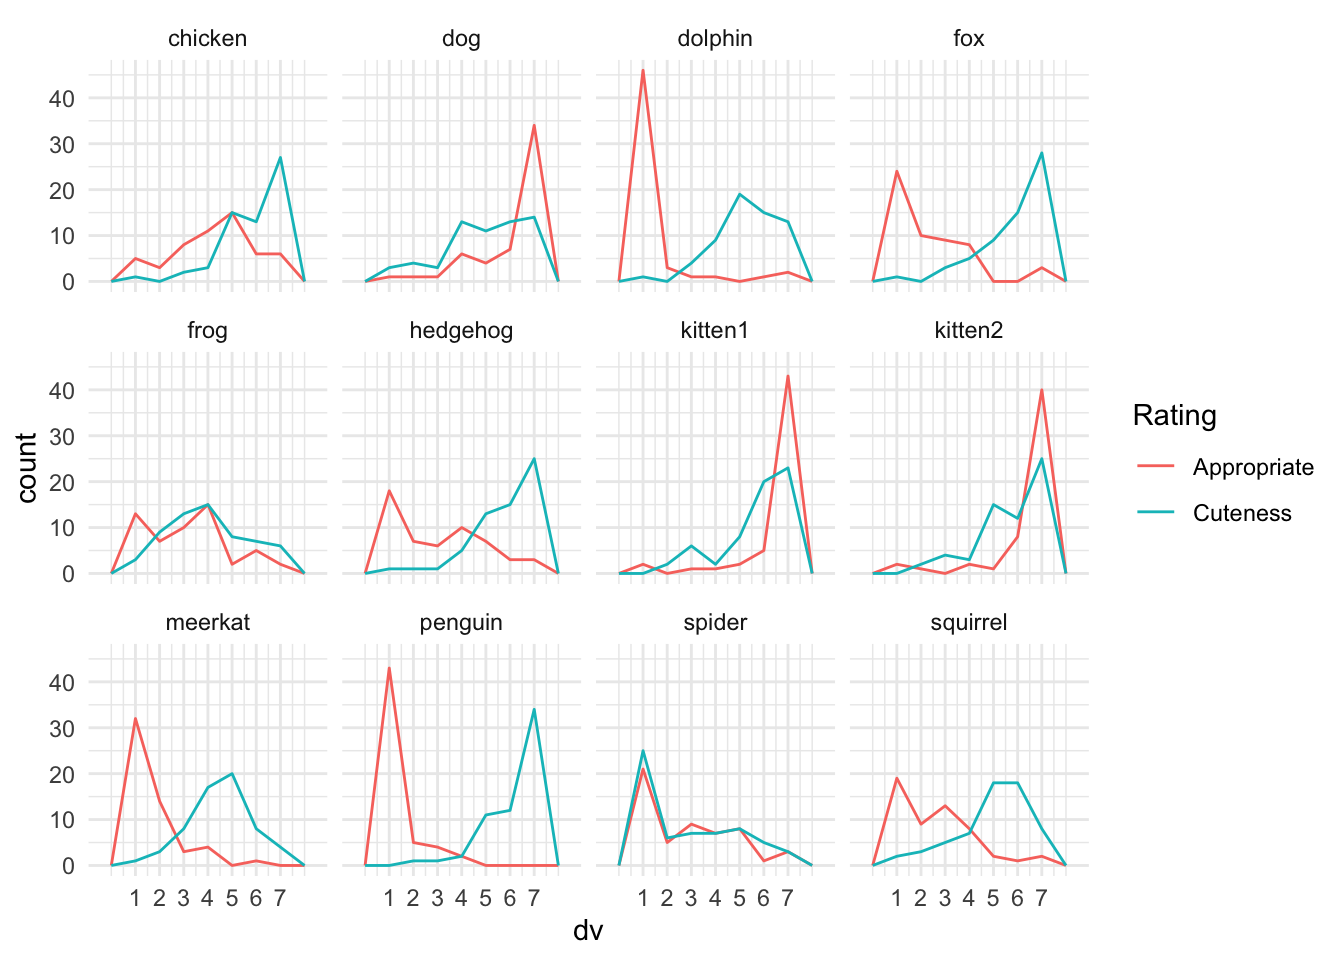 chicken dog dolphin fox
40
30
20
10
0
frog hedgehog kitten1 kitten2
40
30
20
10
0
meerkat penguin spider squirrel
40
30
20
10
0
1 2 3 4 5 6 7 1 2 3 4 5 6 7 1 2 3 4 5 6 7 1 2 3 4 5 6 7
dv
count
Rating
Appropriate
Cuteness